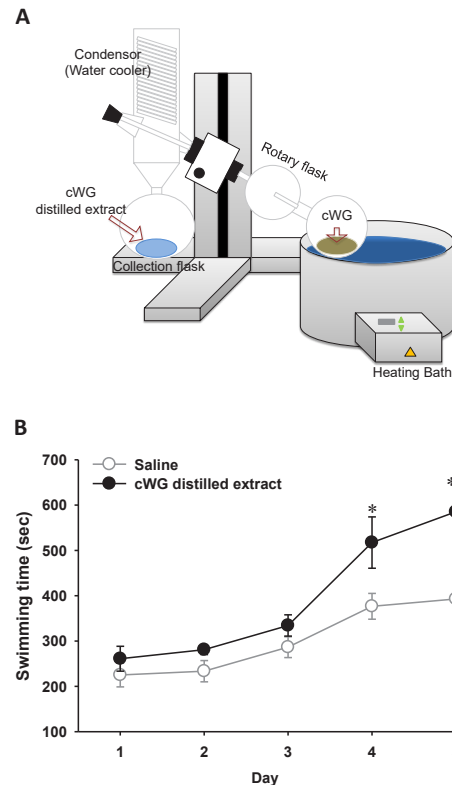 A
Condensor
(Water cooler)
Rotary flask
cWG
distilled extract
cWG
Collection flask
Heating Bath
B
Saline
cWG distilled extract
700
600
500
400
300
200
100
Swimming time (sec)
*
*
1 2 3 4
Day